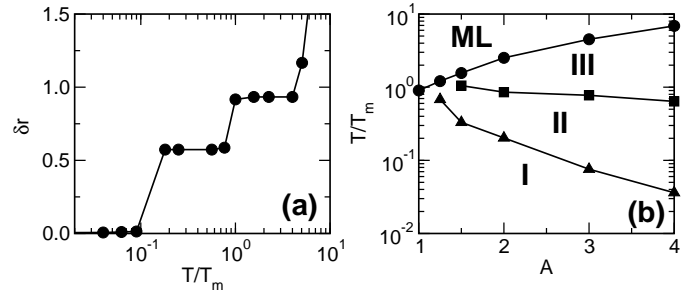 1.5
1.0
δr
0.5
0.0
(a)
10^-1
10^0
10^1
T/T_m
10^1
ML
III
10^0
T/T_m
II
10^-1
I
(b)
10^-2
1
2
3
4
A